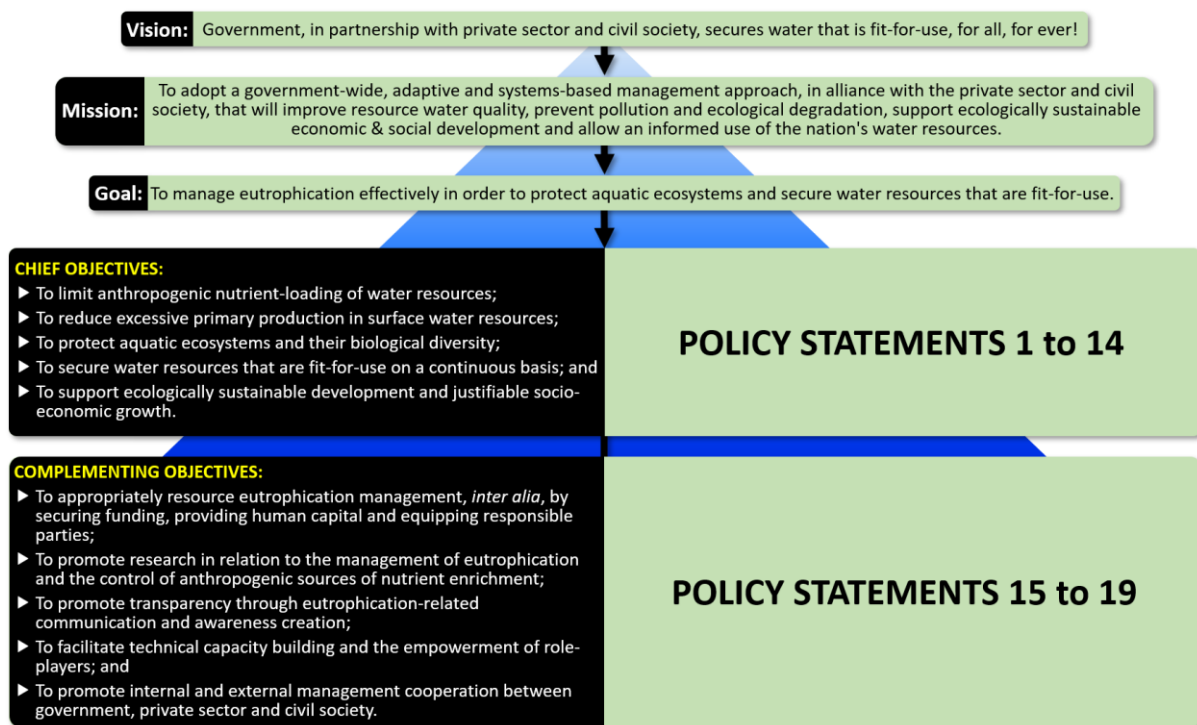 Vision: Government, in partnership with private sector and civil society, secures water that is fit-for-use, for all, for ever!
Mission: To adopt a government-wide, adaptive and systems-based management approach, in alliance with the private sector and civil
society, that will improve resource water quality, prevent pollution and ecological degradation, support ecologically sustainable
economic & social development and allow an informed use of the nation's water resources.
Goal: To manage eutrophication effectively in order to protect aquatic ecosystems and secure water resources that are fit-for-use.
CHIEF OBJECTIVES:
▶ To limit anthropogenic nutrient-loading of water resources;
▶ To reduce excessive primary production in surface water resources;
▶ To protect aquatic ecosystems and their biological diversity;
▶ To secure water resources that are fit-for-use on a continuous basis; and
▶ To support ecologically sustainable development and justifiable socio-
economic growth.
POLICY STATEMENTS 1 to 14
COMPLEMENTING OBJECTIVES:
▶ To appropriately resource eutrophication management, inter alia, by
securing funding, providing human capital and equipping responsible
parties;
▶ To promote research in relation to the management of eutrophication
and the control of anthropogenic sources of nutrient enrichment;
▶ To promote transparency through eutrophication-related
communication and awareness creation;
▶ To facilitate technical capacity building and the empowerment of role-
players; and
▶ To promote internal and external management cooperation between
government, private sector and civil society.
POLICY STATEMENTS 15 to 19